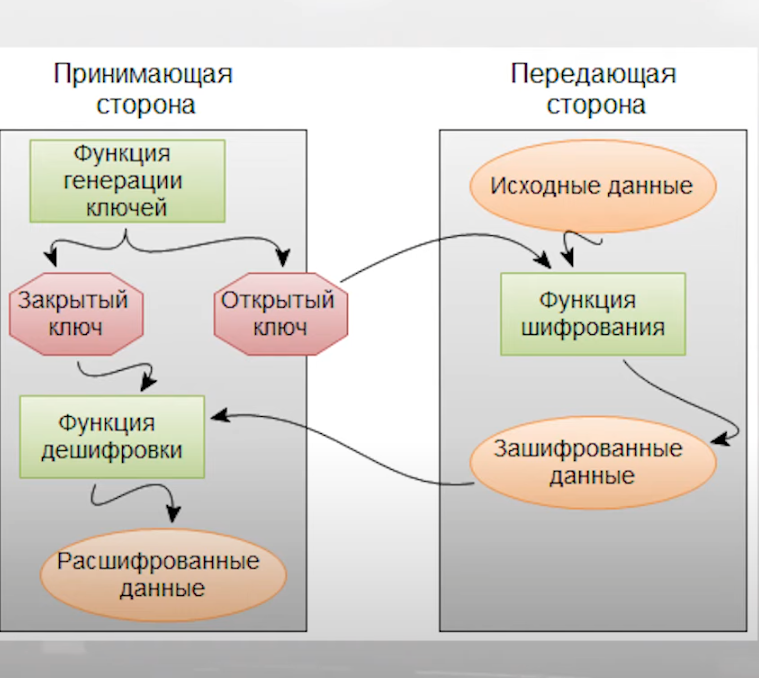 Принимающая
сторона
Функция
генерации
ключей
Закрытый
ключ
Открытый
ключ
Функция
дешифровки
Расшифрованные
данные
Передающая
сторона
Исходные данные
Функция
шифрования
Зашифрованные
данные